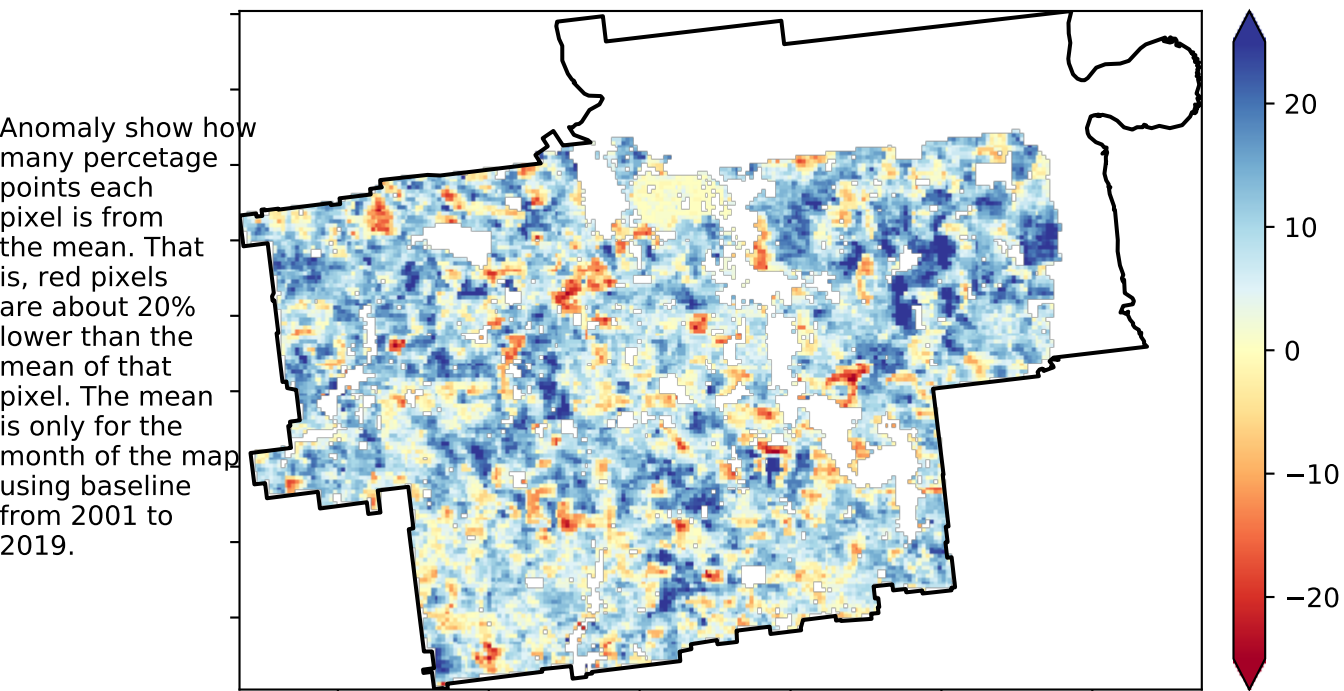 Anomaly show how
many percetage
points each
pixel is from
the mean. That
is, red pixels
are about 20%
lower than the
mean of that
pixel. The mean
is only for the
month of the map
using baseline
from 2001 to
2019.
20
10
0
−10
−20